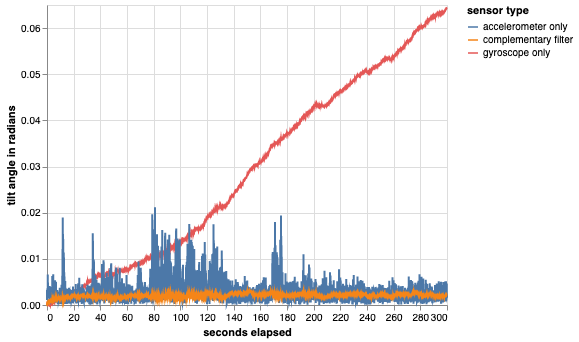 sensor type
accelerometer only
complementary filter
gyroscope only
tilt angle in radians
0.06
0.05
0.04
0.03
0.02
0.01
0.00
0 20 40 60 80 100 120 140 160 180 200 220 240 260 280 300
seconds elapsed